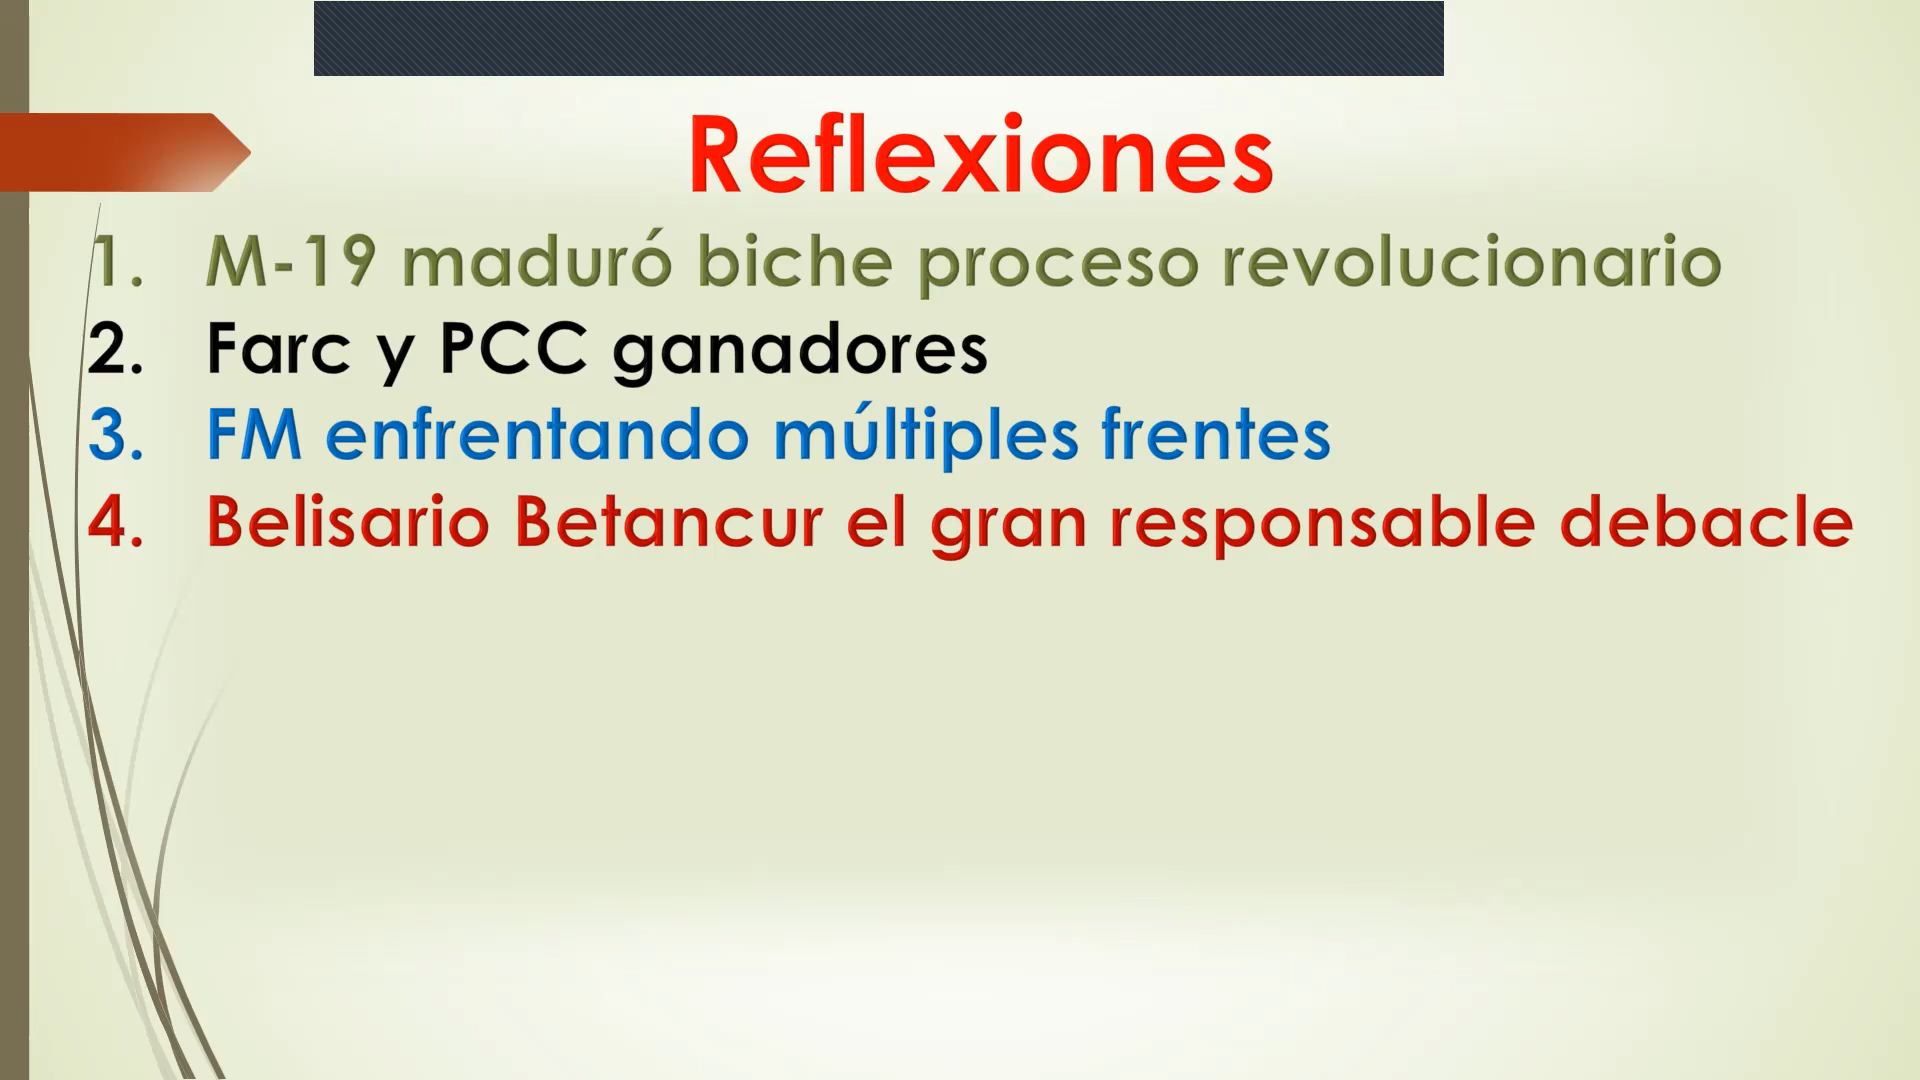 Reflexiones
1. M-19 maduró biche proceso revolucionario
2. Farc y PCC ganadores
3. FM enfrentando múltiples frentes
4. Belisario Betancur el gran responsable debacle